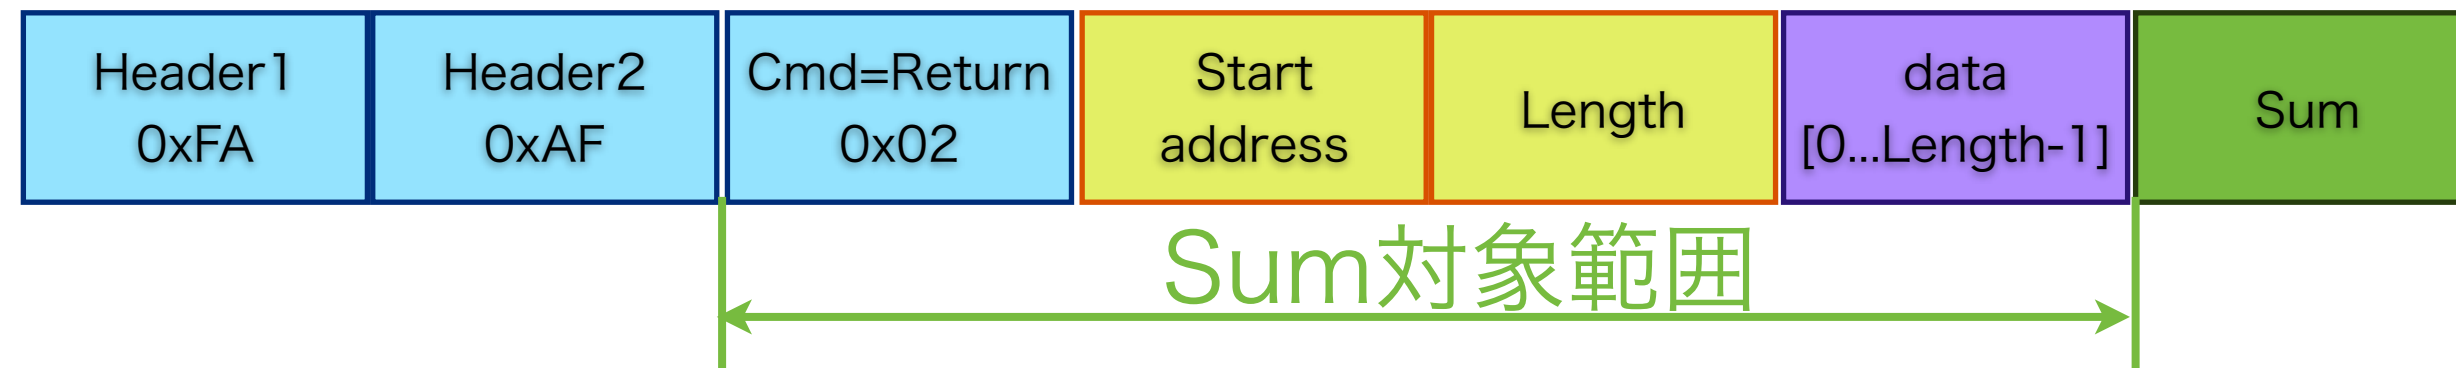 Header1
0xFA
Header2
0xAF
Cmd=Return
0x02
Start
address
Length
data
[0...Length-1]
Sum
Sum対象範囲